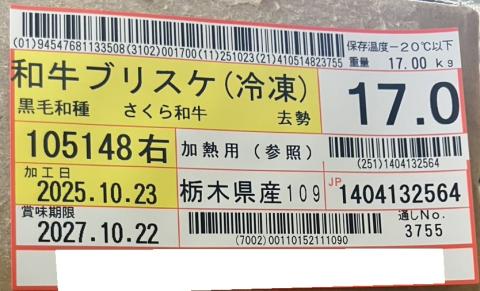 (01)94547681133508(3102)001700(11)251023(21)410514823755
保存温度-20℃以下
重量 17.00 kg
和牛ブリスケ(冷凍)
黒毛和種 さくら和牛 去勢
17.0
105148右
加熱用(参照)
(251)1404132564
加工日
2025.10.23
栃木県産109
JP
1404132564
賞味期限
2027.10.22
(7002)00110152111090
通しNo.
3755